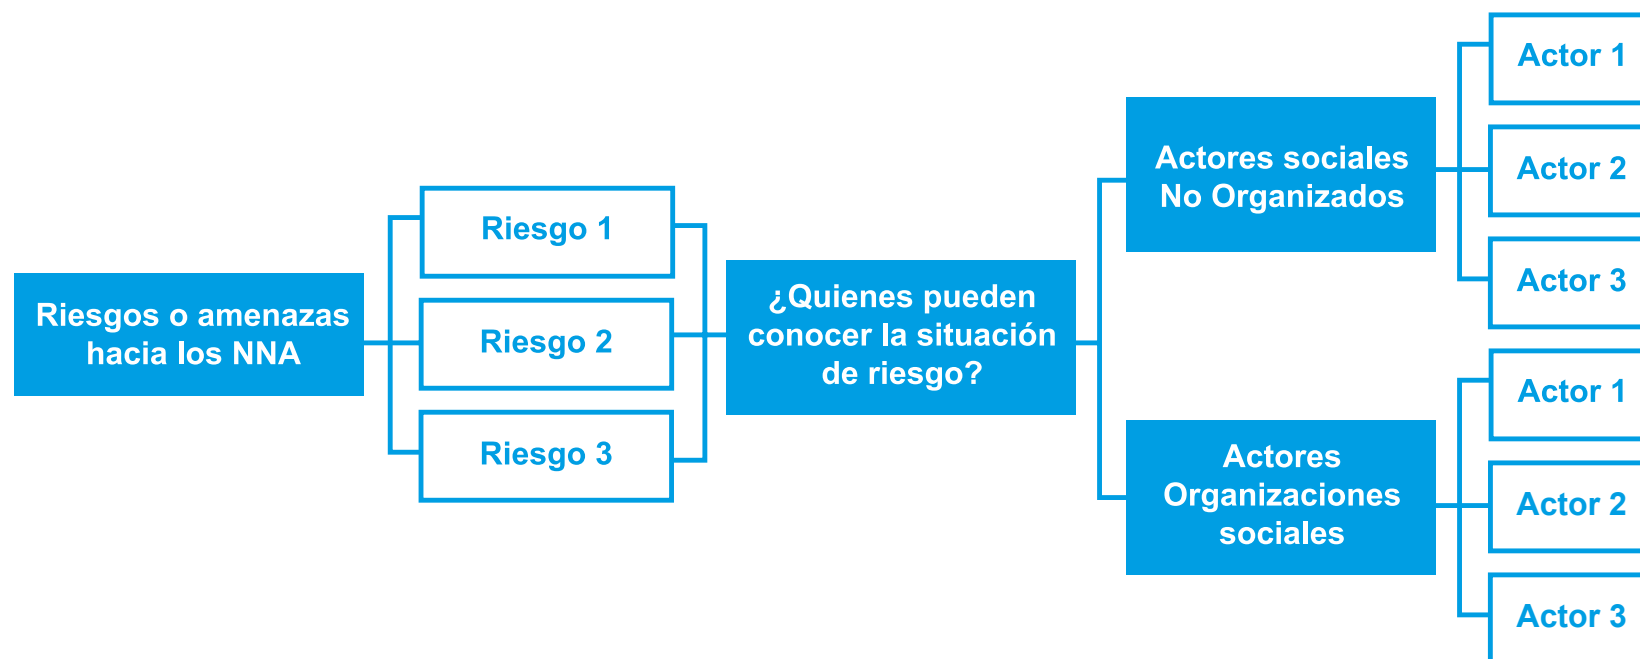 Riesgos o amenazas
hacia los NNA
Riesgo 1
Riesgo 2
Riesgo 3
¿Quienes pueden
conocer la situación
de riesgo?
Actores sociales
No Organizados
Actor 1
Actor 2
Actor 3
Actores
Organizaciones
sociales
Actor 1
Actor 2
Actor 3